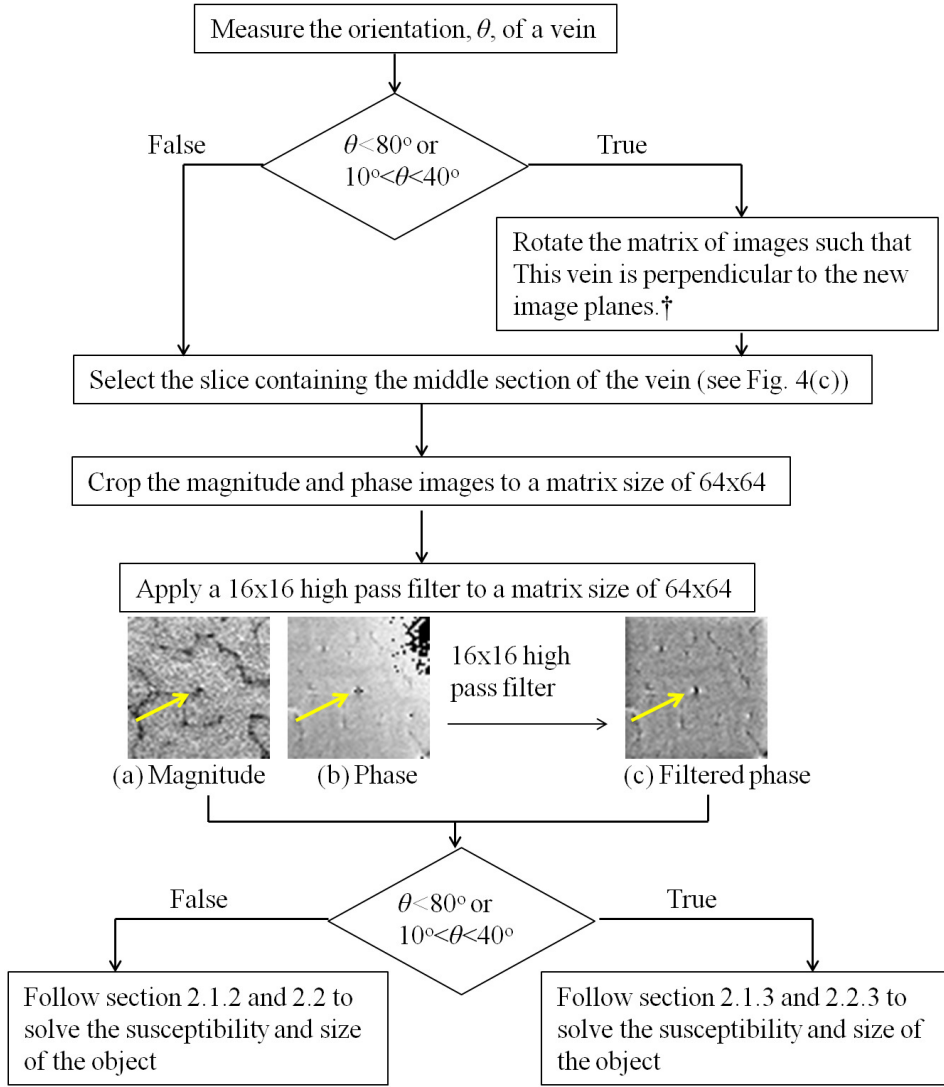 Measure the orientation, θ, of a vein
False
θ<80° or
10°<θ<40°
True
Rotate the matrix of images such that
This vein is perpendicular to the new
image planes.†
Select the slice containing the middle section of the vein (see Fig. 4(c))
Crop the magnitude and phase images to a matrix size of 64x64
Apply a 16x16 high pass filter to a matrix size of 64x64
16x16 high
pass filter
(a) Magnitude
(b) Phase
(c) Filtered phase
False
θ<80° or
10°<θ<40°
True
Follow section 2.1.2 and 2.2 to
solve the susceptibility and size
of the object
Follow section 2.1.3 and 2.2.3 to
solve the susceptibility and size of
the object